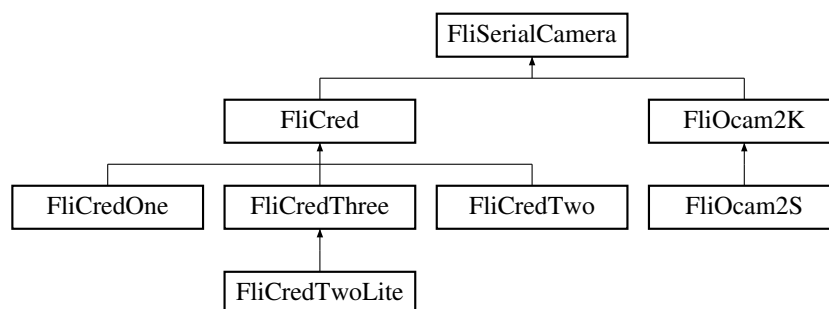 FliSerialCamera
FliCred
FliOcam2K
FliCredOne
FliCredThree
FliCredTwo
FliOcam2S
FliCredTwoLite